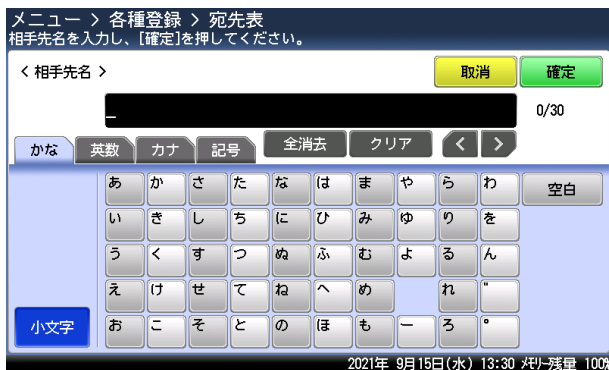 メニュー > 各種登録 > 宛先表
相手先名を入力し、[確定]を押してください。
< 相手先名 >
取消 確定
_ 0/30
かな 英数 カナ 記号 全消去 クリア < >
あ か さ た な は ま や ら わ 空白
い き し ち に ひ み ゆ り を
う く す つ ぬ ふ む よ る ん
え け せ て ね へ め れ "
小文字 お こ そ と の ほ も ー ろ °
2021年 9月15日(水) 13:30 メモリー残量 100%